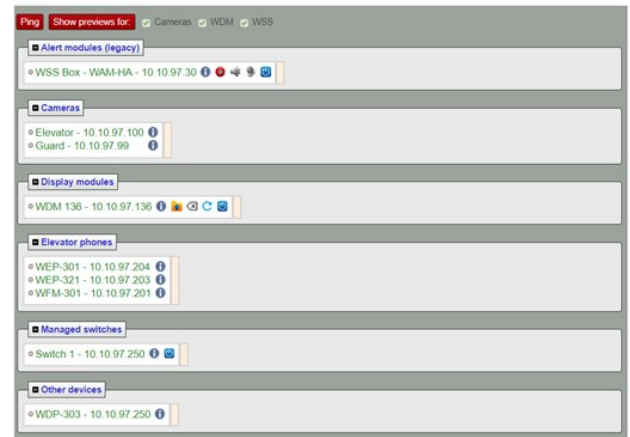 Ping Show previews for: Cameras WDM WSS
Alert modules (legacy)
WSS Box - WAM-HA - 10.10.97.30
Cameras
Elevator - 10.10.97.100
Guard - 10.10.97.99
Display modules
WDM 136 - 10.10.97.136
Elevator phones
WEP-301 - 10.10.97.204
WEP-321 - 10.10.97.203
WFM-301 - 10.10.97.201
Managed switches
Switch 1 - 10.10.97.250
Other devices
WDP-303 - 10.10.97.250